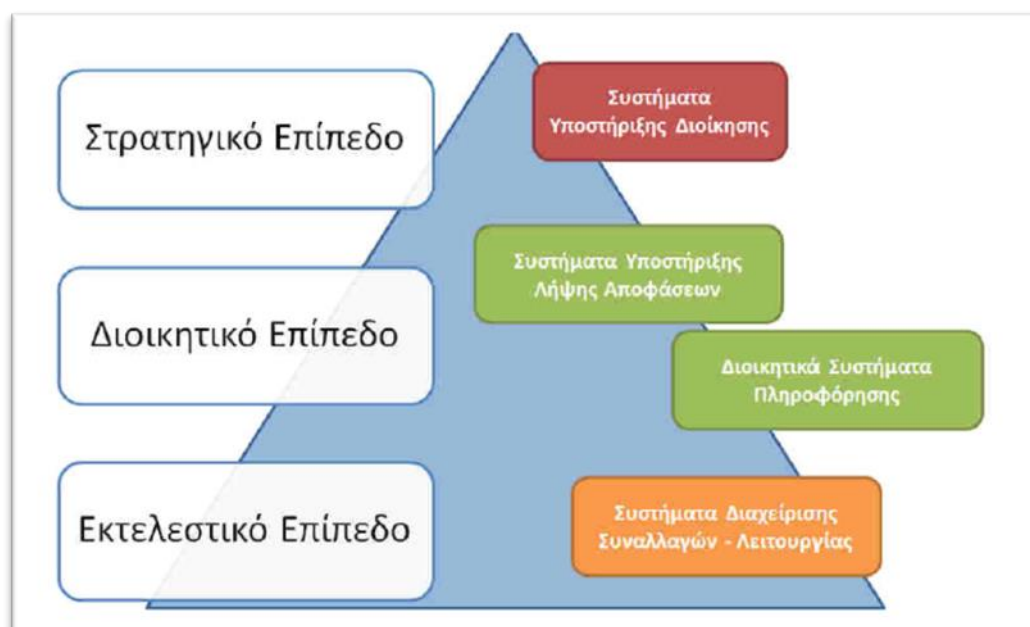 Στρατηγικό Επίπεδο
Συστήματα
Υποστήριξης Διοίκησης
Διοικητικό Επίπεδο
Συστήματα Υποστήριξης
Λήψης Αποφάσεων
Διοικητικά Συστήματα
Πληροφόρησης
Εκτελεστικό Επίπεδο
Συστήματα Διαχείρισης
Συναλλαγών - Λειτουργίας